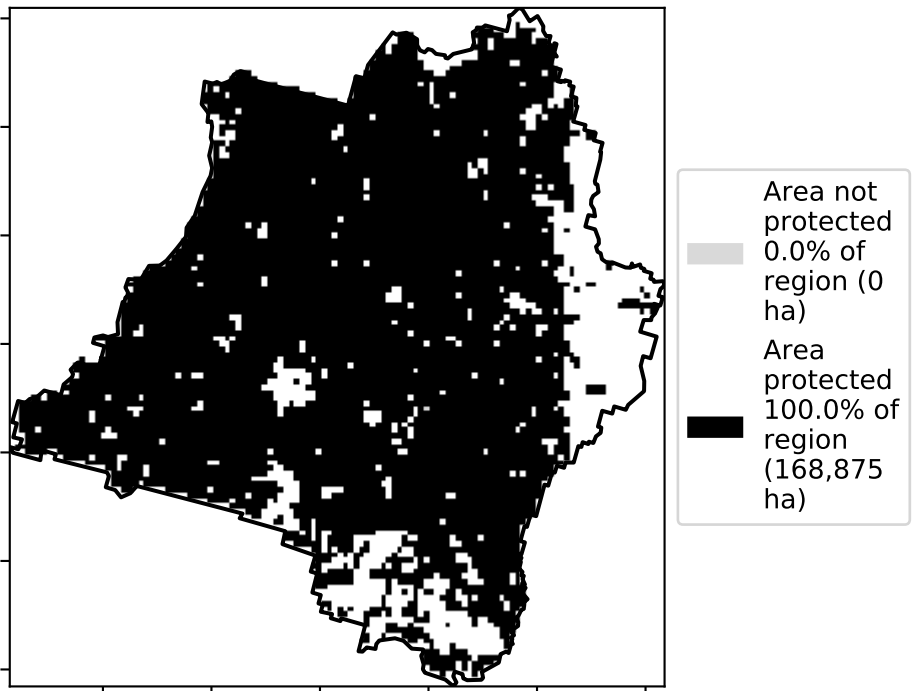 Area not
protected
0.0% of
region (0
ha)
Area
protected
100.0% of
region
(168,875
ha)